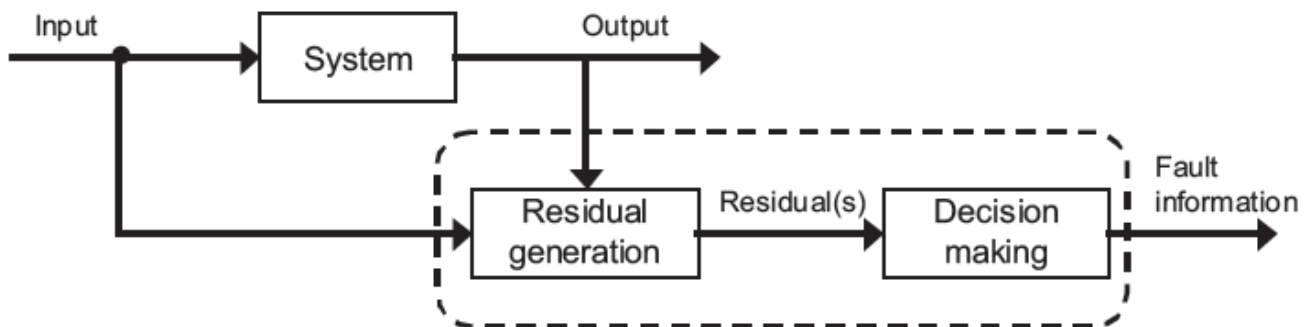 Input
Output
System
Fault
information
Residual
generation
Residual(s)
Decision
making